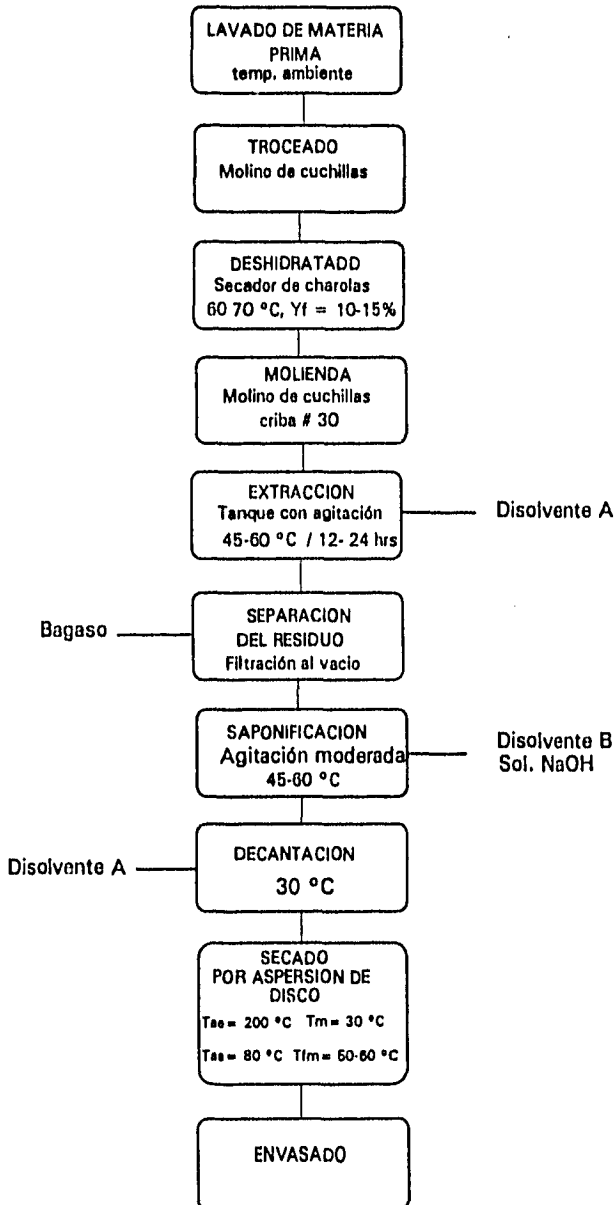 LAVADO DE MATERIA
PRIMA
temp. ambiente
TROCEADO
Molino de cuchillas
DESHIDRATADO
Secador de charolas
60 70 °C, Yf = 10-15%
MOLIENDA
Molino de cuchillas
criba # 30
EXTRACCION
Tanque con agitación
45-60 °C / 12- 24 hrs
Disolvente A
Bagaso
SEPARACION
DEL RESIDUO
Filtración al vacio
SAPONIFICACION
Agitación moderada
45-60 °C
Disolvente B
Sol. NaOH
Disolvente A
DECANTACION
30 °C
SECADO
POR ASPERSION DE
DISCO
Tae = 200 °C Tm = 30 °C
Tas = 80 °C Tfm = 50-60 °C
ENVASADO